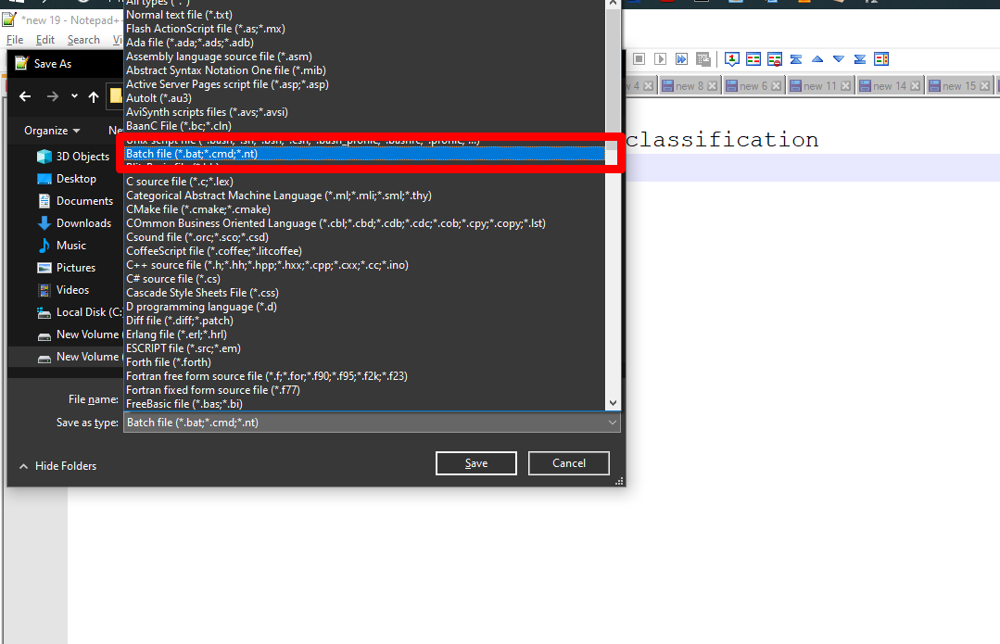 All types (*.*)
*new 19 - Notepad+
Normal text file (*.txt)
Flash ActionScript file (*.as;*.mx)
File Edit Search Vi
Ada file (*.ada;*.ads;*.adb)
Assembly language source file (*.asm)
Save As
Abstract Syntax Notation One file (*.mib)
Active Server Pages script file (*.asp;*.asp)
4
new 8
new 6
new 11
new 14
new 15
AutoIt (*.au3)
AviSynth scripts files (*.avs;*.avsi)
BaanC File (*.bc;*.cln)
Organize
Ne
Unix script file (*.bash;*.sh;*.bsh;*.csh;*.bash_profile;*.bashrc;*.profile; ...)
classification
Batch file (*.bat;*.cmd;*.nt)
3D Objects
Desktop
C source file (*.c;*.lex)
Categorical Abstract Machine Language (*.ml;*.mli;*.sml;*.thy)
Documents
CMake file (*.cmake;*.cmake)
COmmon Business Oriented Language (*.cbl;*.cbd;*.cdb;*.cdc;*.cob;*.cpy;*.copy;*.lst)
Downloads
Csound file (*.orc;*.sco;*.csd)
Music
CoffeeScript file (*.coffee;*.litcoffee)
C++ source file (*.h;*.hh;*.hpp;*.hxx;*.cpp;*.cxx;*.cc;*.ino)
Pictures
C# source file (*.cs)
Videos
Cascade Style Sheets File (*.css)
D programming language (*.d)
Local Disk (C:
Diff file (*.diff;*.patch)
Erlang file (*.erl;*.hrl)
New Volume (
ESCRIPT file (*.src;*.em)
New Volume (
Forth file (*.forth)
Fortran free form source file (*.f;*.for;*.f90;*.f95;*.f2k;*.f23)
Fortran fixed form source file (*.f77)
File name:
FreeBasic file (*.bas;*.bi)
Save as type: Batch file (*.bat;*.cmd;*.nt)
Hide Folders
Save
Cancel